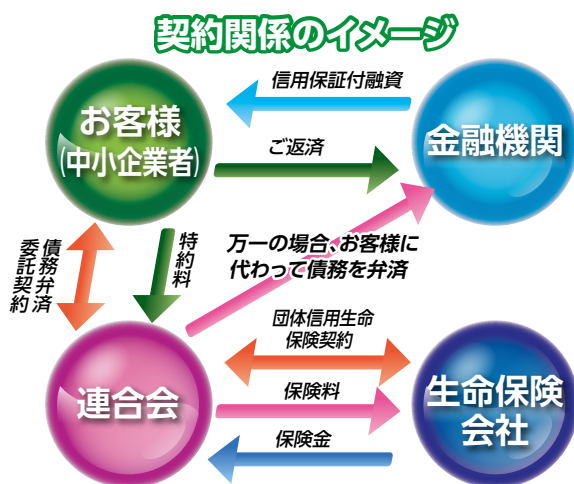 契約関係のイメージ
お客様
(中小企業者)
信用保証付融資
ご返済
金融機関
債務弁済
委託契約
特約料
万一の場合、お客様に
代わって債務を弁済
連合会
団体信用生命
保険契約
保険料
保険金
生命保険
会社